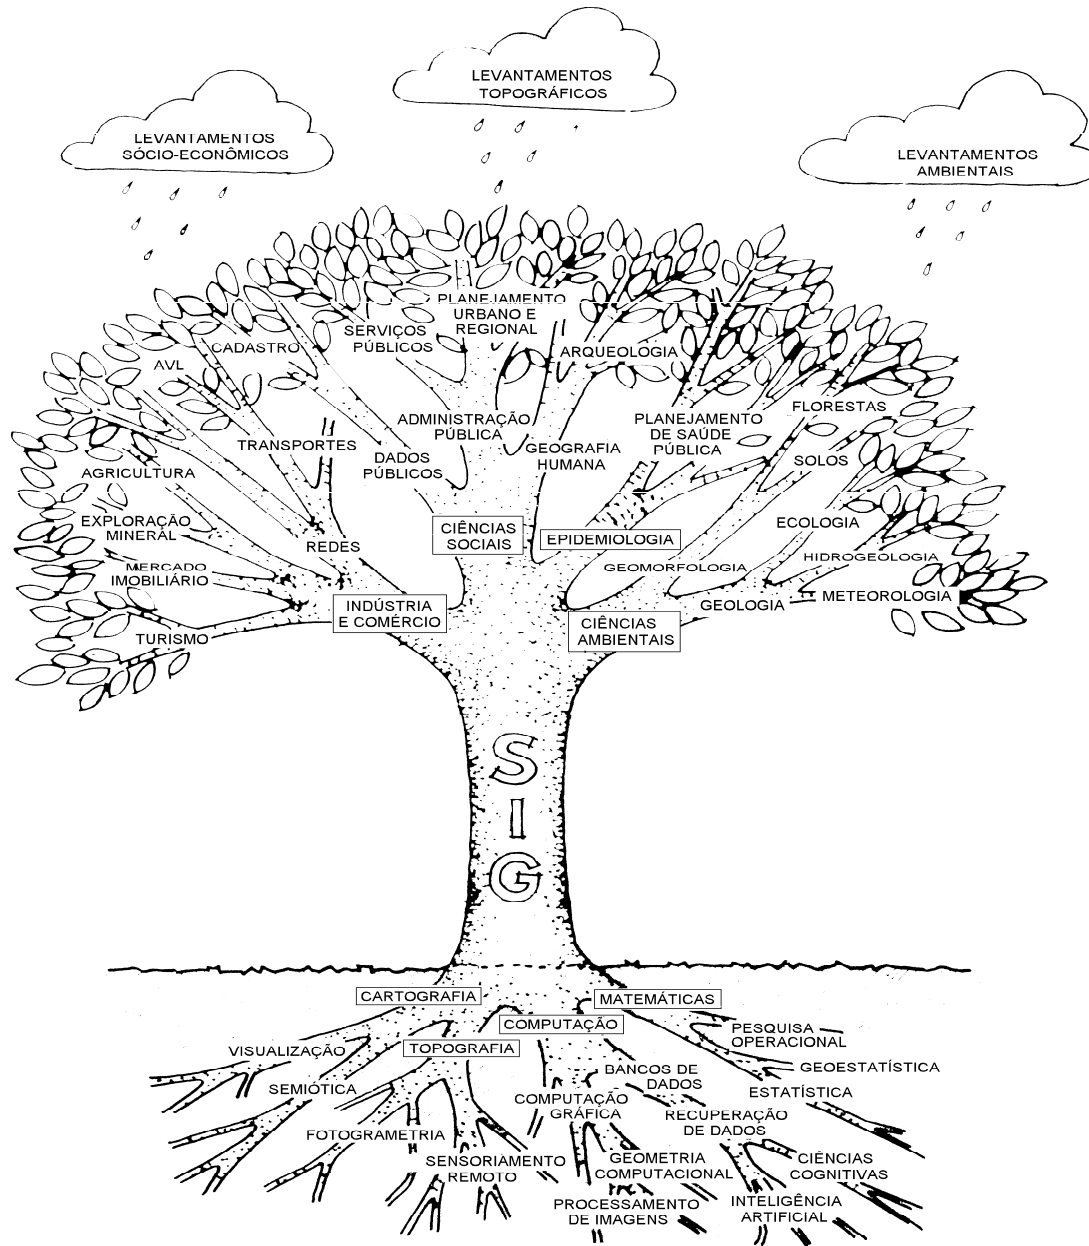 LEVANTAMENTOS
TOPOGRÁFICOS
LEVANTAMENTOS
SÓCIO-ECONÔMICOS
LEVANTAMENTOS
AMBIENTAIS
PLANEJAMENTO
URBANO E
REGIONAL
SERVIÇOS
PÚBLICOS
CADASTRO
AVL
ARQUEOLOGIA
ADMINISTRAÇÃO
PÚBLICA
PLANEJAMENTO
DE SAÚDE
PÚBLICA
FLORESTAS
TRANSPORTES
DADOS
PÚBLICOS
GEOGRAFIA
HUMANA
SOLOS
AGRICULTURA
EXPLORAÇÃO
MINERAL
REDES
CIÊNCIAS
SOCIAIS
EPIDEMIOLOGIA
ECOLOGIA
MERCADO
IMOBILIÁRIO
GEOMORFOLOGIA
HIDROGEOLOGIA
INDÚSTRIA
E COMÉRCIO
CIÊNCIAS
AMBIENTAIS
GEOLOGIA
METEOROLOGIA
TURISMO
S
I
G
CARTOGRAFIA
MATEMÁTICAS
COMPUTAÇÃO
TOPOGRAFIA
VISUALIZAÇÃO
PESQUISA
OPERACIONAL
GEOESTATÍSTICA
SEMIÓTICA
BANCOS DE
DADOS
ESTATÍSTICA
COMPUTAÇÃO
GRÁFICA
RECUPERAÇÃO
DE DADOS
FOTOGRAMETRIA
SENSORIAMENTO
REMOTO
GEOMETRIA
COMPUTACIONAL
CIÊNCIAS
COGNITIVAS
PROCESSAMENTO
DE IMAGENS
INTELIGÊNCIA
ARTIFICIAL